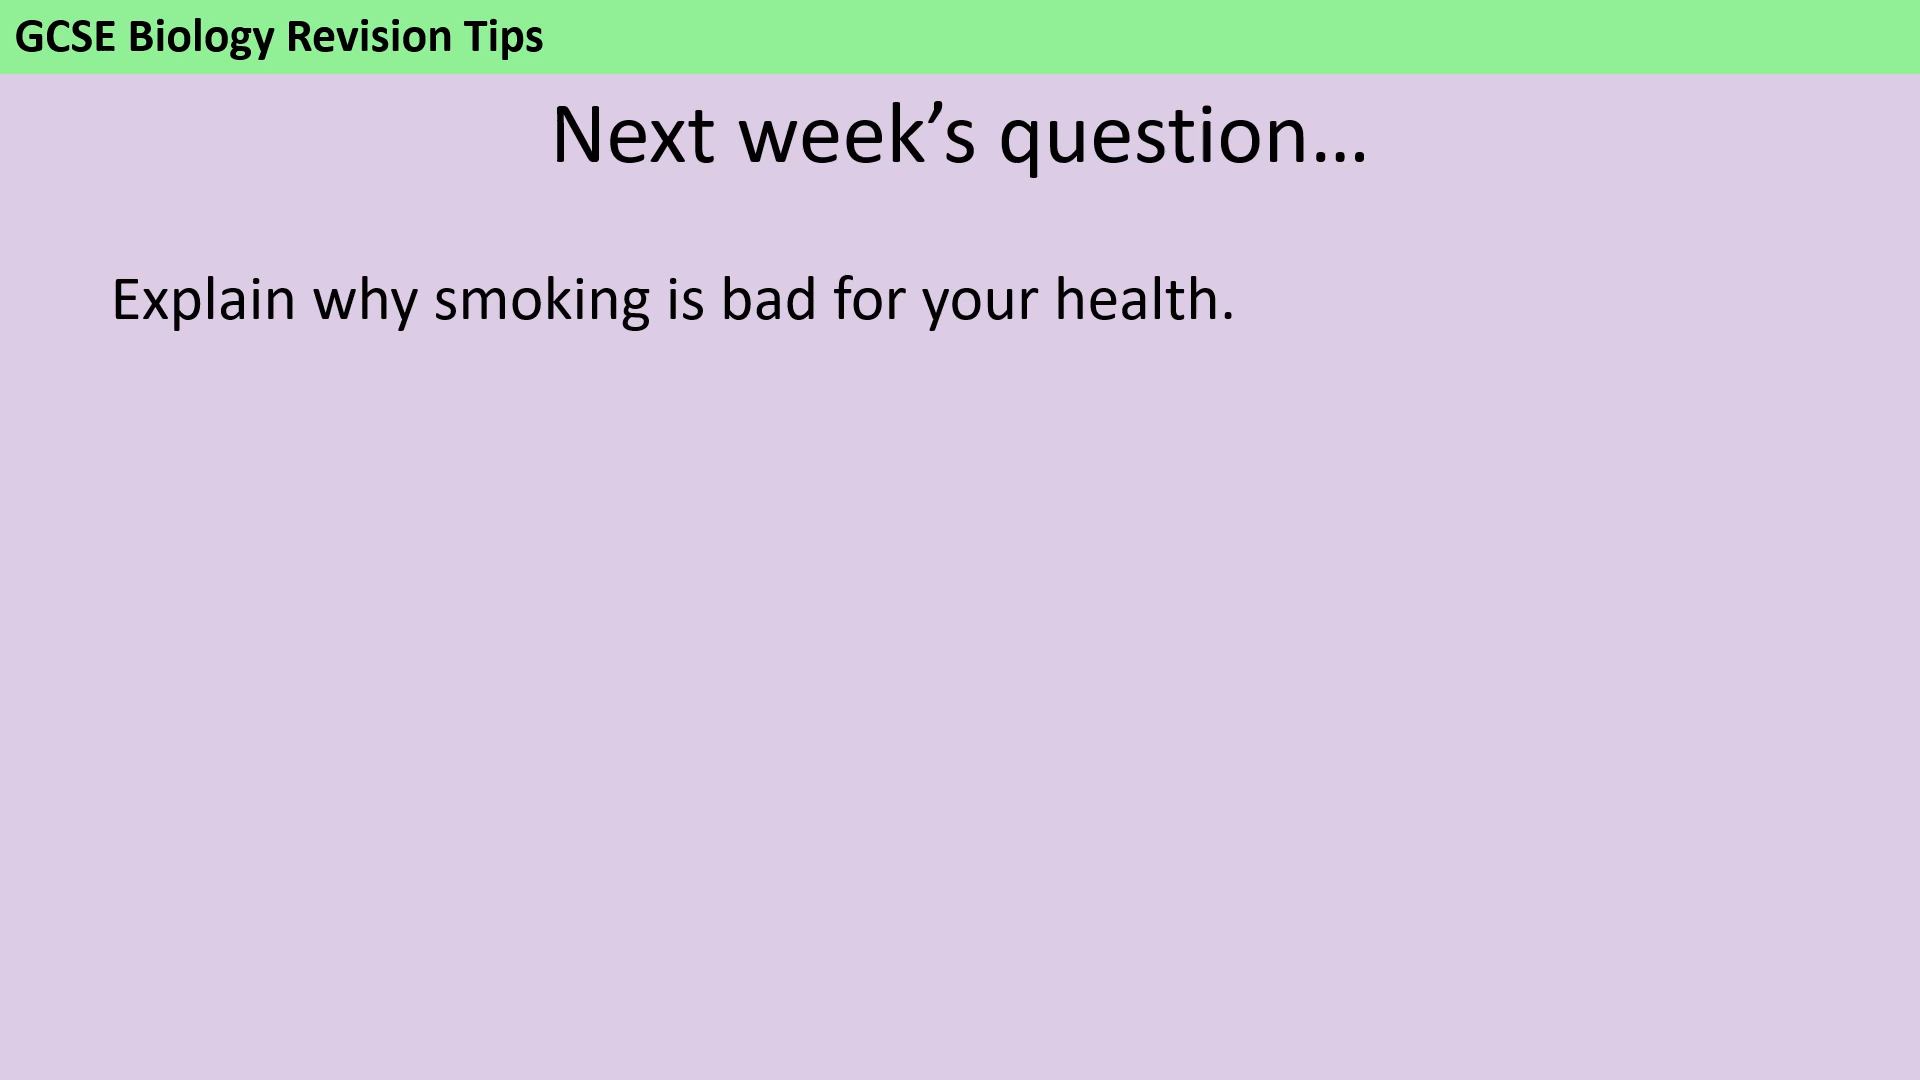 GCSE Biology Revision Tips
Next week’s question…
Explain why smoking is bad for your health.